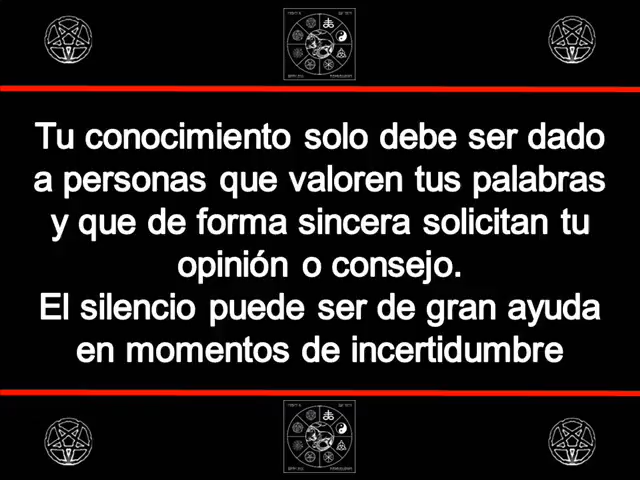 Tu conocimiento solo debe ser dado
a personas que valoren tus palabras
y que de forma sincera solicitan tu
opinión o consejo.
El silencio puede ser de gran ayuda
en momentos de incertidumbre